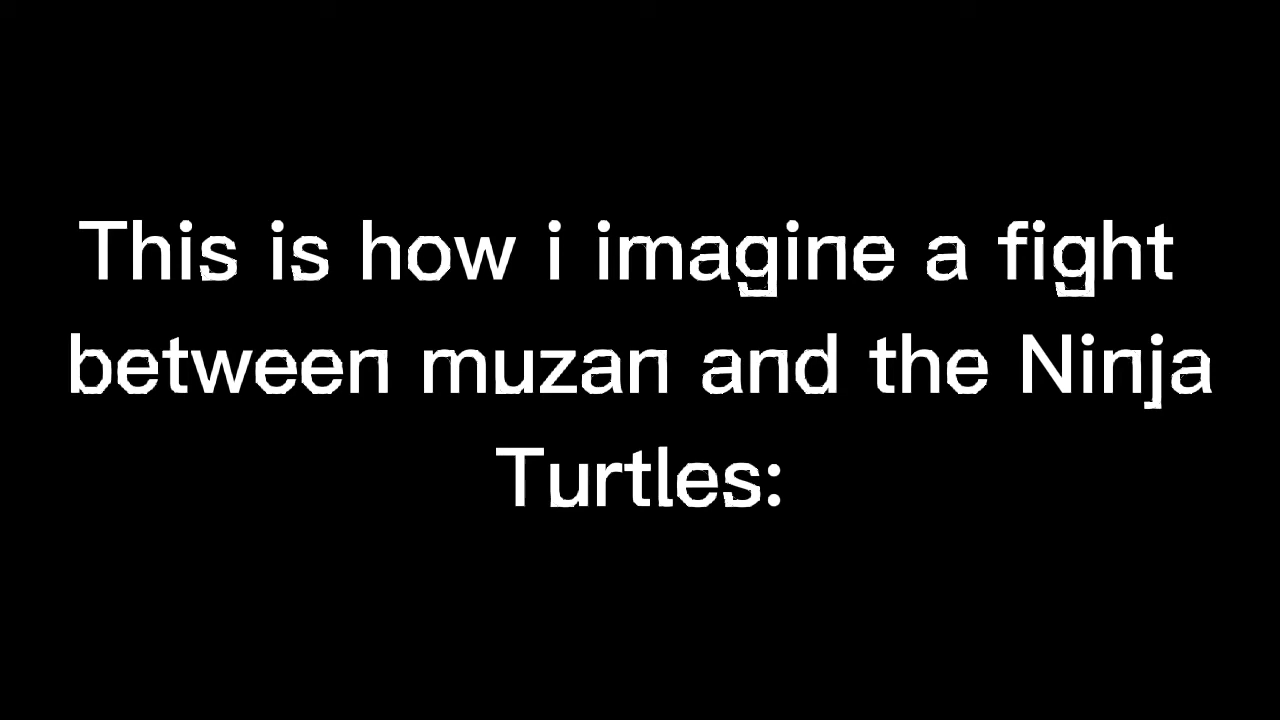 This is how i imagine a fight
between muzan and the Ninja
Turtles: